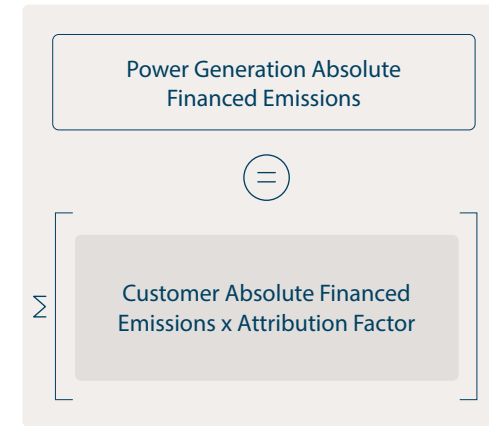 Power Generation Absolute
Financed Emissions
=
Σ
Customer Absolute Financed
Emissions x Attribution Factor